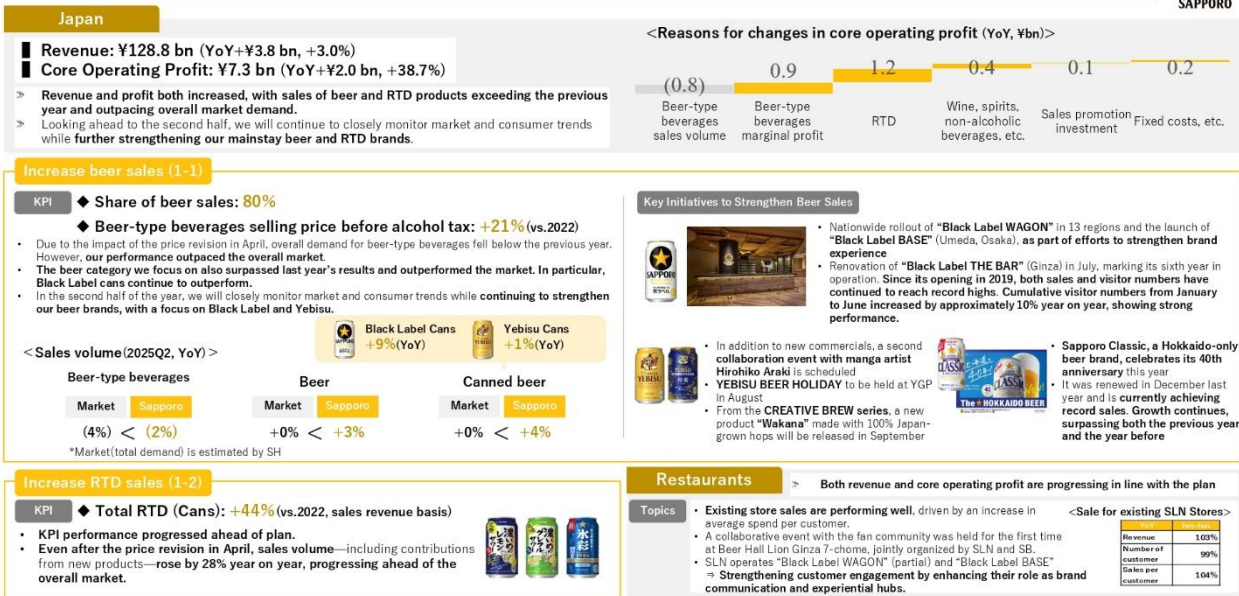 SAPPORO
Japan
Revenue: ¥128.8 bn (YoY+¥3.8 bn, +3.0%)
Core Operating Profit: ¥7.3 bn (YoY+¥2.0 bn, +38.7%)
» Revenue and profit both increased, with sales of beer and RTD products exceeding the previous
year and outpacing overall market demand.
» Looking ahead to the second half, we will continue to closely monitor market and consumer trends
while further strengthening our mainstay beer and RTD brands.
<Reasons for changes in core operating profit (YoY, ¥bn)>
(0.8) 0.9 1.2 0.4 0.1 0.2
Beer-type
beverages
sales volume
Beer-type
beverages
marginal profit
RTD
Wine, spirits,
non-alcoholic
beverages, etc.
Sales promotion
investment
Fixed costs, etc.
Increase beer sales (1-1)
KPI ◆ Share of beer sales: 80%
◆ Beer-type beverages selling price before alcohol tax: +21% (vs.2022)
• Due to the impact of the price revision in April, overall demand for beer-type beverages fell below the previous year.
However, our performance outpaced the overall market.
• The beer category we focus on also surpassed last year's results and outperformed the market. In particular,
Black Label cans continue to outperform.
• In the second half of the year, we will closely monitor market and consumer trends while continuing to strengthen
our beer brands, with a focus on Black Label and Yebisu.
Black Label Cans
+9%(YoY)
Yebisu Cans
+1%(YoY)
<Sales volume(2025Q2, YoY) >
Beer-type beverages
Market Sapporo
(4%) < (2%)
Beer
Market Sapporo
+0% < +3%
Canned beer
Market Sapporo
+0% < +4%
*Market(total demand) is estimated by SH
Key Initiatives to Strengthen Beer Sales
SAPPORO
• Nationwide rollout of "Black Label WAGON" in 13 regions and the launch of
"Black Label BASE" (Umeda, Osaka), as part of efforts to strengthen brand
experience
• Renovation of "Black Label THE BAR" (Ginza) in July, marking its sixth year in
operation. Since its opening in 2019, both sales and visitor numbers have
continued to reach record highs. Cumulative visitor numbers from January
to June increased by approximately 10% year on year, showing strong
performance.
YEBISU
YEBISU
• In addition to new commercials, a second
collaboration event with manga artist
Hirohiko Araki is scheduled
• YEBISU BEER HOLIDAY to be held at YGP
in August
• From the CREATIVE BREW series, a new
product "Wakana" made with 100% Japan-
grown hops will be released in September
CLASSIC
The★HOKKAIDO BEER
• Sapporo Classic, a Hokkaido-only
beer brand, celebrates its 40th
anniversary this year
• It was renewed in December last
year and is currently achieving
record sales. Growth continues,
surpassing both the previous year
and the year before
Increase RTD sales (1-2)
KPI ◆ Total RTD (Cans): +44% (vs.2022, sales revenue basis)
• KPI performance progressed ahead of plan.
• Even after the price revision in April, sales volume—including contributions
from new products—rose by 28% year on year, progressing ahead of the
overall market.
氷彩
Restaurants
» Both revenue and core operating profit are progressing in line with the plan
Topics
• Existing store sales are performing well, driven by an increase in
average spend per customer.
• A collaborative event with the fan community was held for the first time
at Beer Hall Lion Ginza 7-chome, jointly organized by SLN and SB.
• SLN operates "Black Label WAGON" (partial) and "Black Label BASE"
⇒ Strengthening customer engagement by enhancing their role as brand
communication and experiential hubs.
<Sale for existing SLN Stores>
YoY Jan-Jun.
Revenue 103%
Number of
customer 99%
Sales per
customer 104%